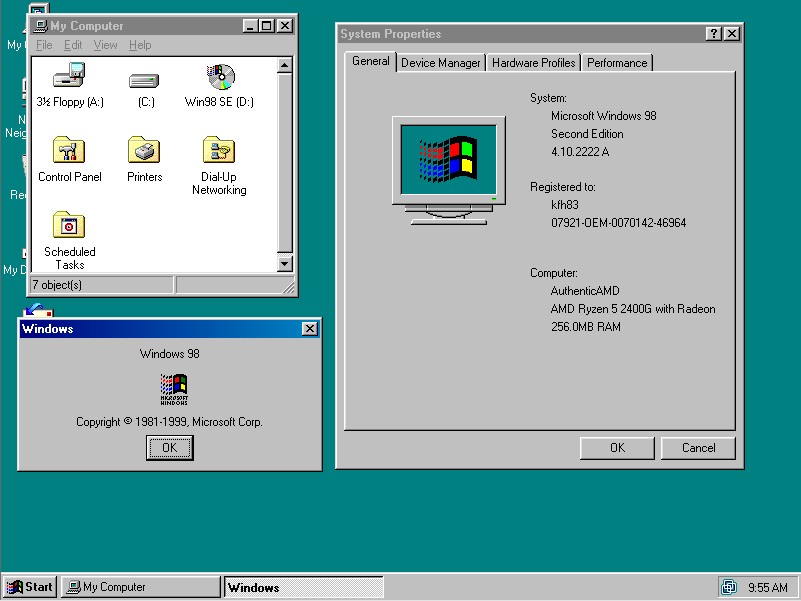 My Computer
File Edit View Help
3½ Floppy (A:)
(C:)
Win98 SE (D:)
Control Panel
Printers
Dial-Up
Networking
Scheduled
Tasks
7 object(s)
Windows
Windows 98
MICROSOFT
WINDOWS
Copyright © 1981-1999, Microsoft Corp.
OK
System Properties
General
Device Manager
Hardware Profiles
Performance
System:
Microsoft Windows 98
Second Edition
4.10.2222 A
Registered to:
kfh83
07921-OEM-0070142-46964
Computer:
AuthenticAMD
AMD Ryzen 5 2400G with Radeon
256.0MB RAM
OK
Cancel
My
Neig
Re
My D
Start
My Computer
Windows
9:55 AM